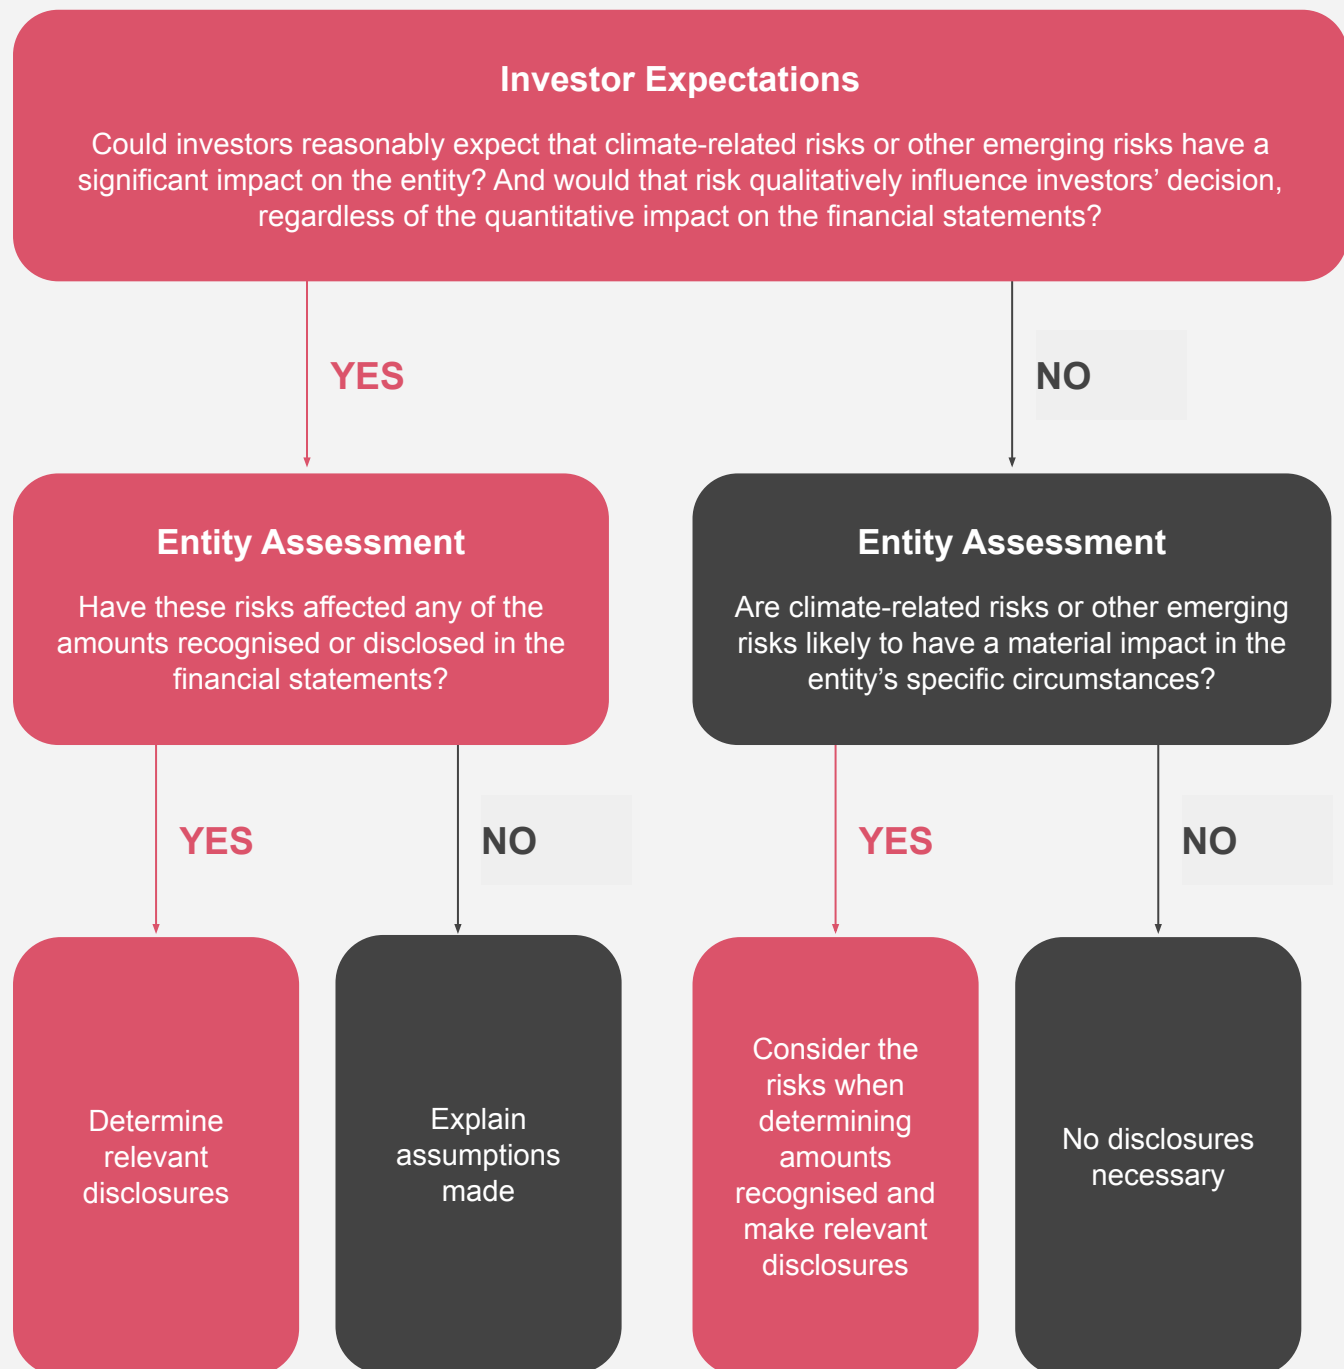 Investor Expectations
Could investors reasonably expect that climate-related risks or other emerging risks have a
significant impact on the entity? And would that risk qualitatively influence investors’ decision,
regardless of the quantitative impact on the financial statements?
YES
NO
Entity Assessment
Have these risks affected any of the
amounts recognised or disclosed in the
financial statements?
Entity Assessment
Are climate-related risks or other emerging
risks likely to have a material impact in the
entity’s specific circumstances?
YES
NO
YES
NO
Determine
relevant
disclosures
Explain
assumptions
made
Consider the
risks when
determining
amounts
recognised and
make relevant
disclosures
No disclosures
necessary